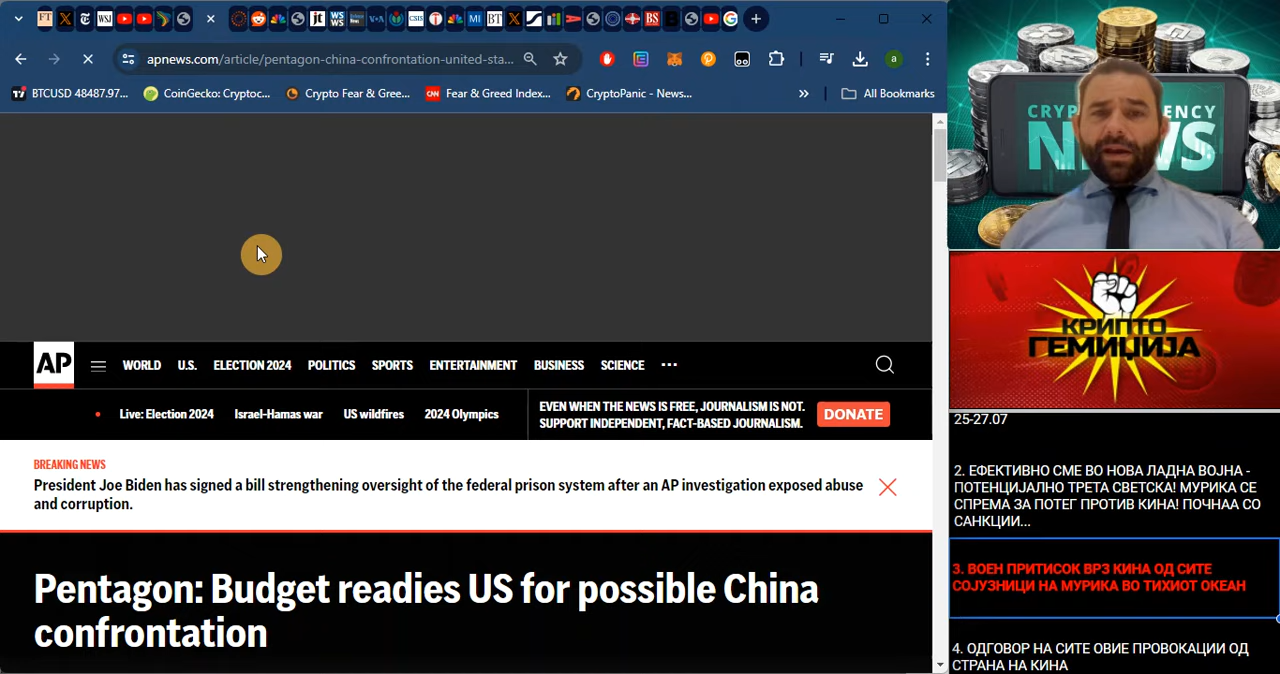 apnews.com/article/pentagon-china-confrontation-united-sta...
BTCUSD 48487.97...
CoinGecko: Cryptoc...
Crypto Fear & Gree...
Fear & Greed Index...
CryptoPanic - News...
All Bookmarks
AP
WORLD
U.S.
ELECTION 2024
POLITICS
SPORTS
ENTERTAINMENT
BUSINESS
SCIENCE
Live: Election 2024
Israel-Hamas war
US wildfires
2024 Olympics
EVEN WHEN THE NEWS IS FREE, JOURNALISM IS NOT.
SUPPORT INDEPENDENT, FACT-BASED JOURNALISM.
DONATE
BREAKING NEWS
President Joe Biden has signed a bill strengthening oversight of the federal prison system after an AP investigation exposed abuse
and corruption.
Pentagon: Budget readies US for possible China
confrontation
NEWS
КРИПТО
ГЕМИЏИЈА
25-27.07
2. ЕФЕКТИВНО СМЕ ВО НОВА ЛАДНА ВОЈНА -
ПОТЕНЦИЈАЛНО ТРЕТА СВЕТСКА! МУРИКА СЕ
СПРЕМА ЗА ПОТЕГ ПРОТИВ КИНА! ПОЧНАА СО
САНКЦИИ...
3. ВОЕН ПРИТИСОК ВРЗ КИНА ОД СИТЕ
СОЈУЗНИЦИ НА МУРИКА ВО ТИХИОТ ОКЕАН
4. ОДГОВОР НА СИТЕ ОВИЕ ПРОВОКАЦИИ ОД
СТРАНА НА КИНА